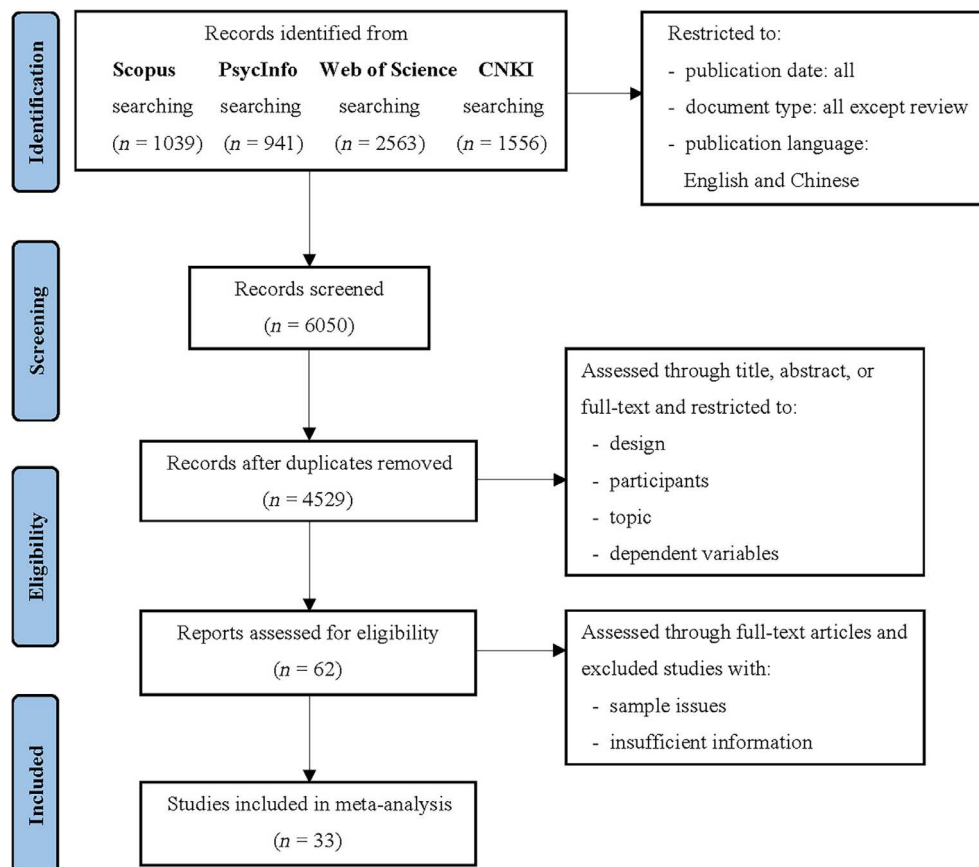 Identification
Records identified from
Scopus PsycInfo Web of Science CNKI
searching searching searching searching
(n = 1039) (n = 941) (n = 2563) (n = 1556)
Restricted to:
- publication date: all
- document type: all except review
- publication language:
English and Chinese
Screening
Records screened
(n = 6050)
Records after duplicates removed
(n = 4529)
Assessed through title, abstract, or
full-text and restricted to:
- design
- participants
- topic
- dependent variables
Eligibility
Reports assessed for eligibility
(n = 62)
Assessed through full-text articles and
excluded studies with:
- sample issues
- insufficient information
Included
Studies included in meta-analysis
(n = 33)